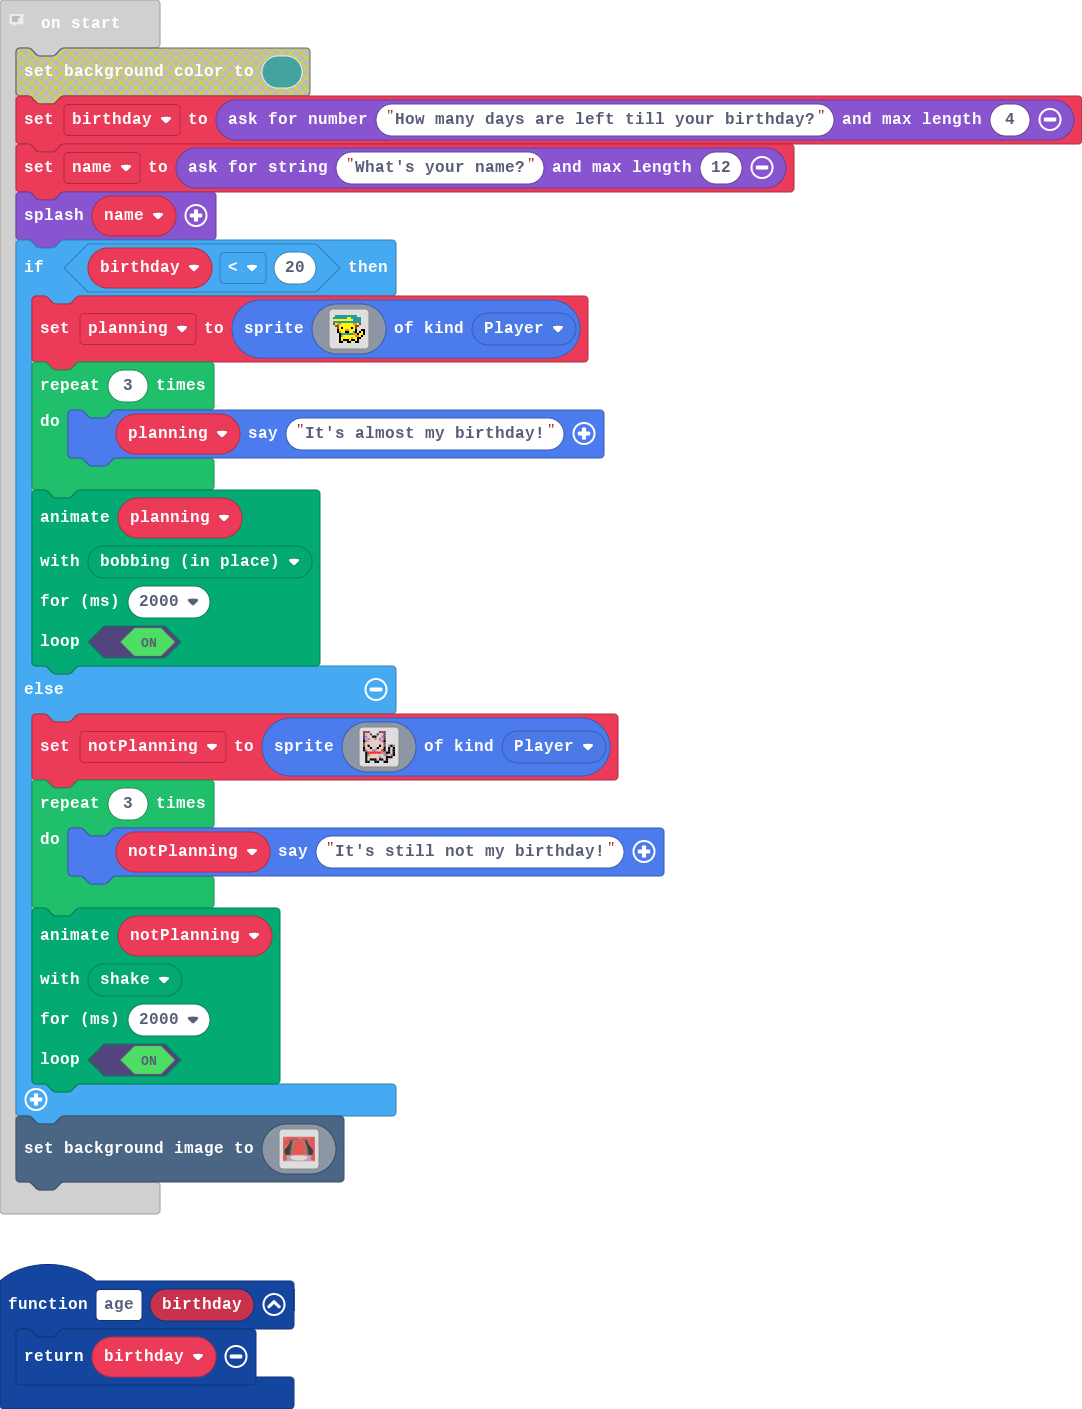 on start
set background color to
set birthday to ask for number "How many days are left till your birthday?" and max length 4
set name to ask for string "What's your name?" and max length 12
splash name
if birthday < 20 then
set planning to sprite of kind Player
repeat 3 times
do planning say "It's almost my birthday!"
animate planning
with bobbing (in place)
for (ms) 2000
loop ON
else
set notPlanning to sprite of kind Player
repeat 3 times
do notPlanning say "It's still not my birthday!"
animate notPlanning
with shake
for (ms) 2000
loop ON
set background image to
function age birthday
return birthday